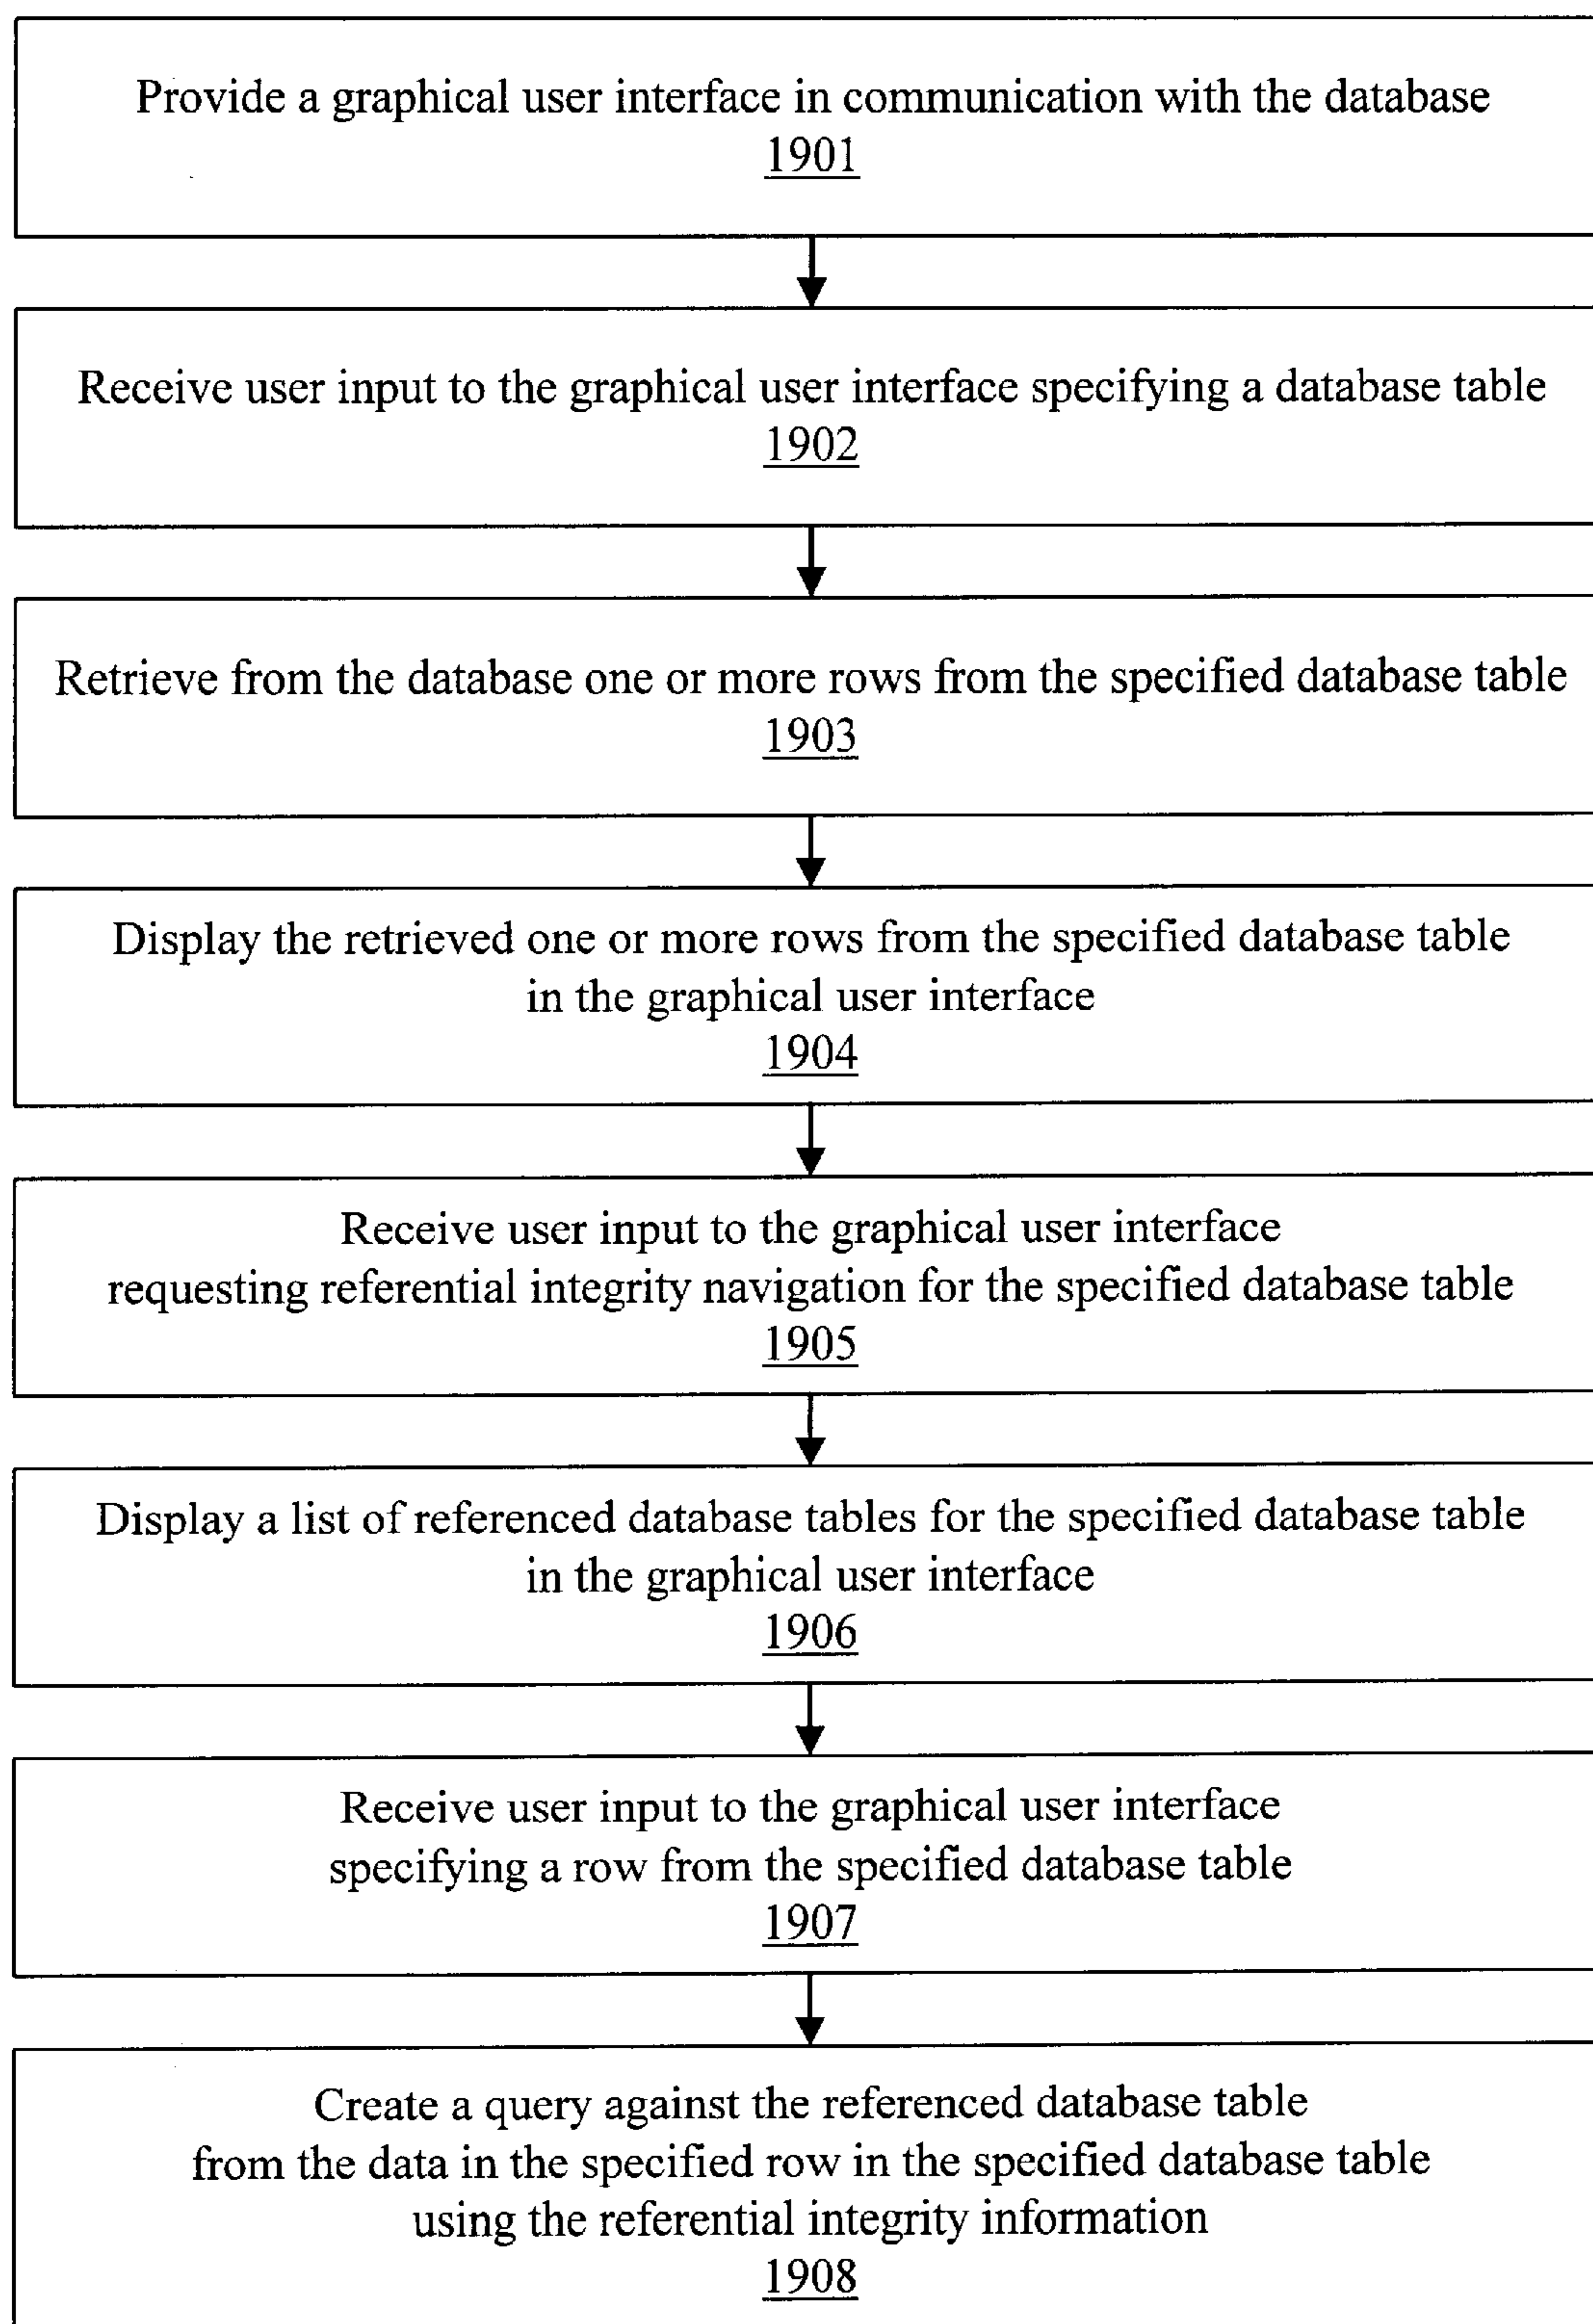 Provide a graphical user interface in communication with the database
1901
Receive user input to the graphical user interface specifying a database table
1902
Retrieve from the database one or more rows from the specified database table
1903
Display the retrieved one or more rows from the specified database table
in the graphical user interface
1904
Receive user input to the graphical user interface
requesting referential integrity navigation for the specified database table
1905
Display a list of referenced database tables for the specified database table
in the graphical user interface
1906
Receive user input to the graphical user interface
specifying a row from the specified database table
1907
Create a query against the referenced database table
from the data in the specified row in the specified database table
using the referential integrity information
1908